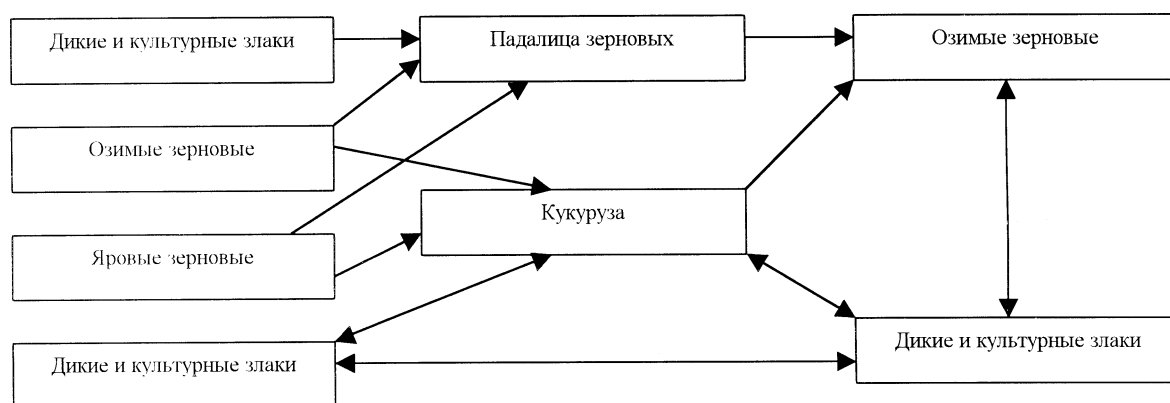 Дикие и культурные злаки
Падалица зерновых
Озимые зерновые
Озимые зерновые
Кукуруза
Яровые зерновые
Дикие и культурные злаки
Дикие и культурные злаки